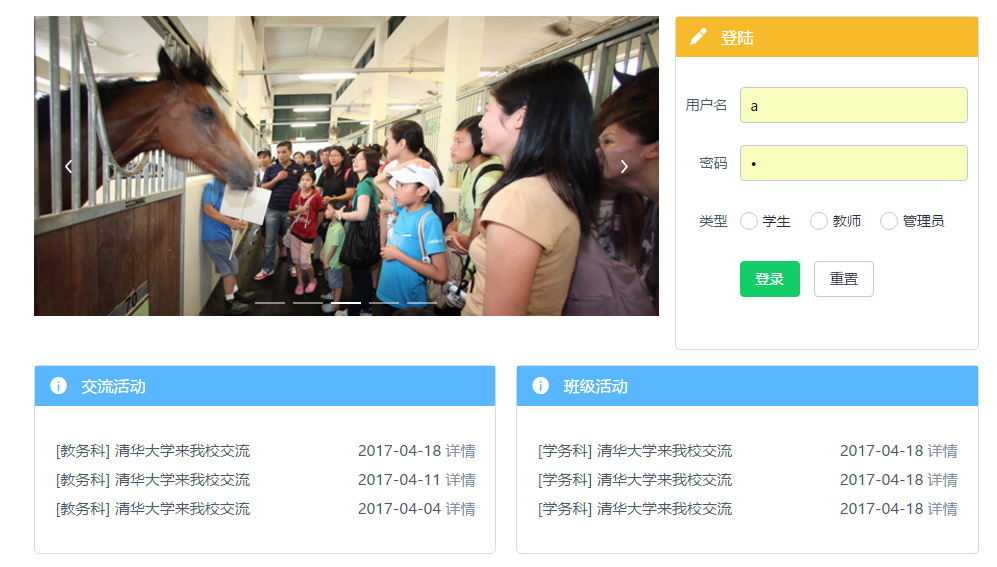 登陆
用户名 a
密码 •
类型 学生 教师 管理员
登录 重置
70
交流活动
[教务科] 清华大学来我校交流 2017-04-18 详情
[教务科] 清华大学来我校交流 2017-04-11 详情
[教务科] 清华大学来我校交流 2017-04-04 详情
班级活动
[学务科] 清华大学来我校交流 2017-04-18 详情
[学务科] 清华大学来我校交流 2017-04-18 详情
[学务科] 清华大学来我校交流 2017-04-18 详情